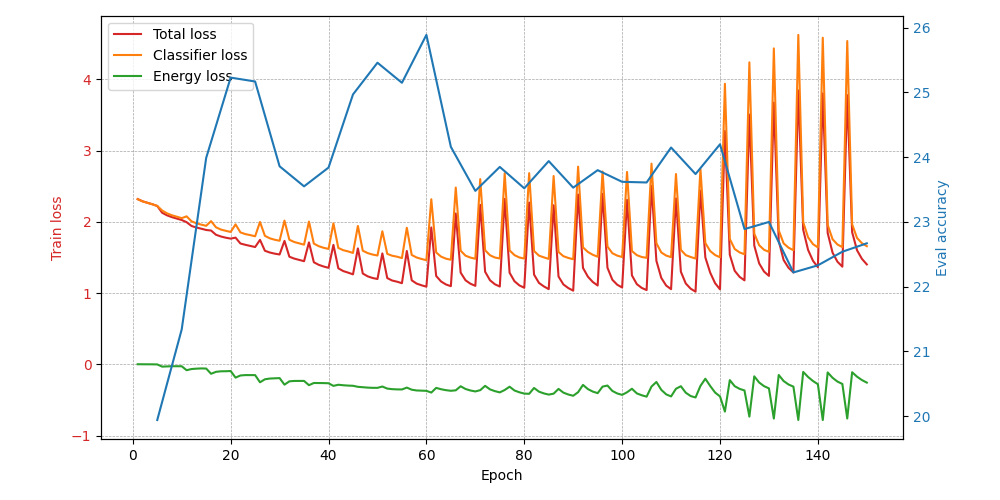 Total loss
Classifier loss
Energy loss
Train loss
4
3
2
1
0
−1
26
25
24
23
22
21
20
Eval accuracy
0 20 40 60 80 100 120 140
Epoch